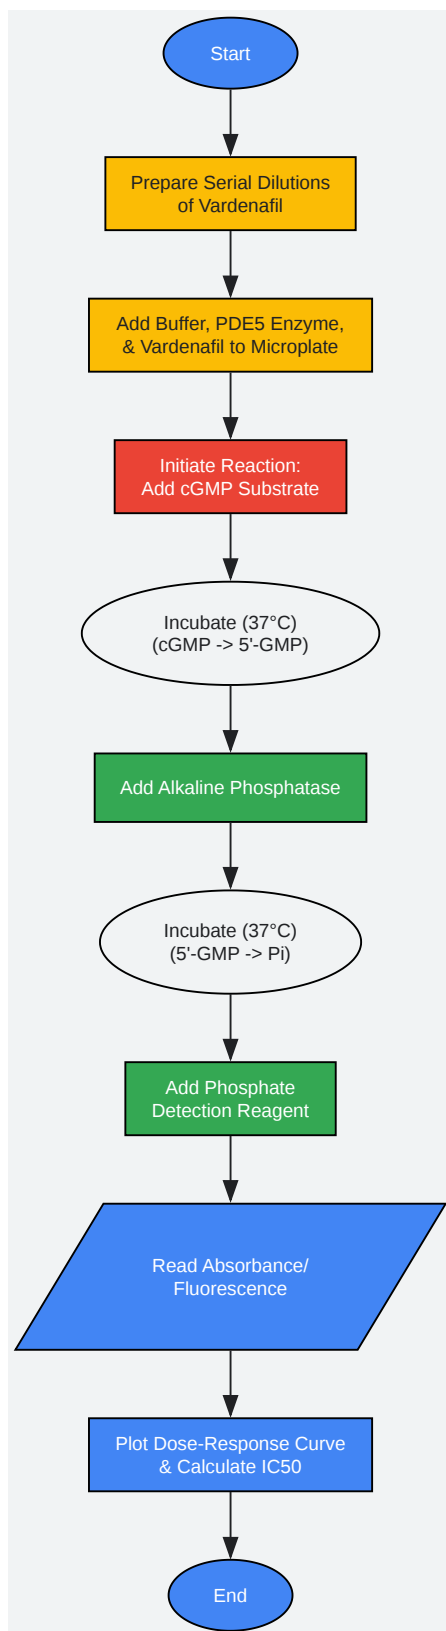 Start
Prepare Serial Dilutions
of Vardenafil
Add Buffer, PDE5 Enzyme,
& Vardenafil to Microplate
Initiate Reaction:
Add cGMP Substrate
Incubate (37°C)
(cGMP -> 5'-GMP)
Add Alkaline Phosphatase
Incubate (37°C)
(5'-GMP -> Pi)
Add Phosphate
Detection Reagent
Read Absorbance/
Fluorescence
Plot Dose-Response Curve
& Calculate IC50
End